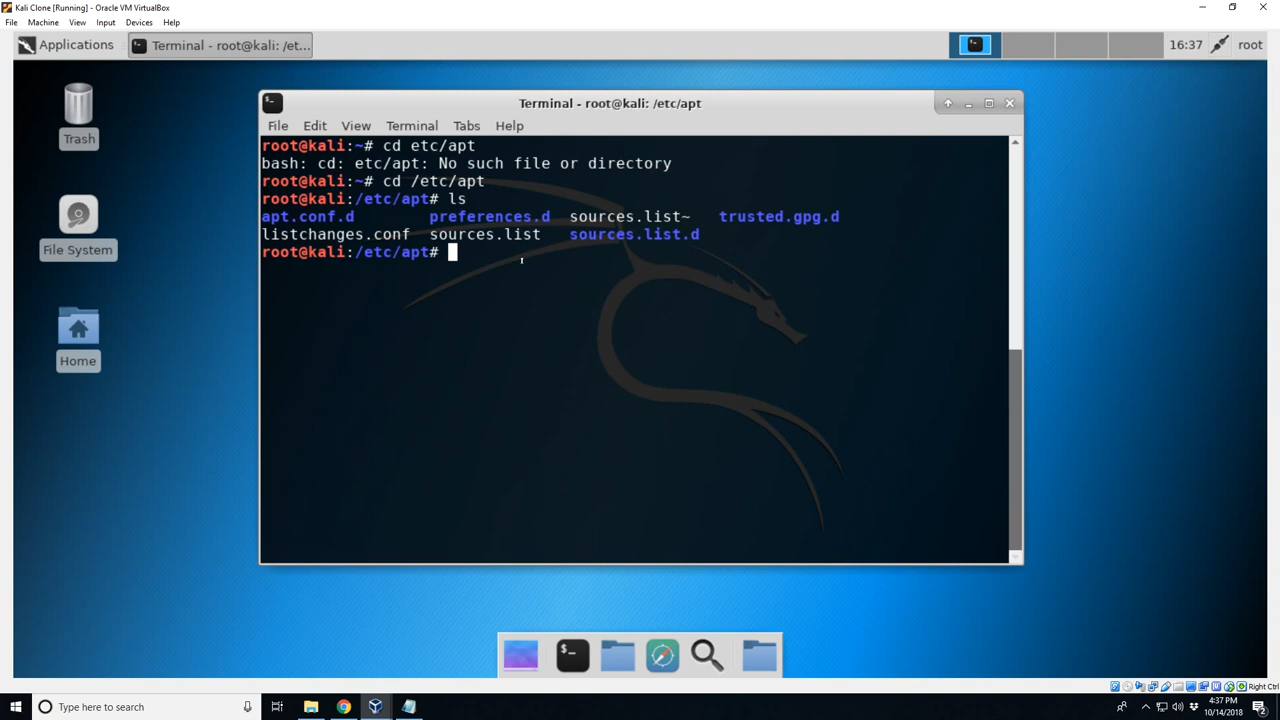 Kali Clone [Running] - Oracle VM VirtualBox
File Machine View Input Devices Help
Applications Terminal - root@kali: /et... 16:37 root
Trash
File System
Home
Terminal - root@kali: /etc/apt
File Edit View Terminal Tabs Help
root@kali:~# cd etc/apt
bash: cd: etc/apt: No such file or directory
root@kali:~# cd /etc/apt
root@kali:/etc/apt# ls
apt.conf.d preferences.d sources.list~ trusted.gpg.d
listchanges.conf sources.list sources.list.d
root@kali:/etc/apt#
$_
Right Ctrl
Type here to search
4:37 PM
10/14/2018
2